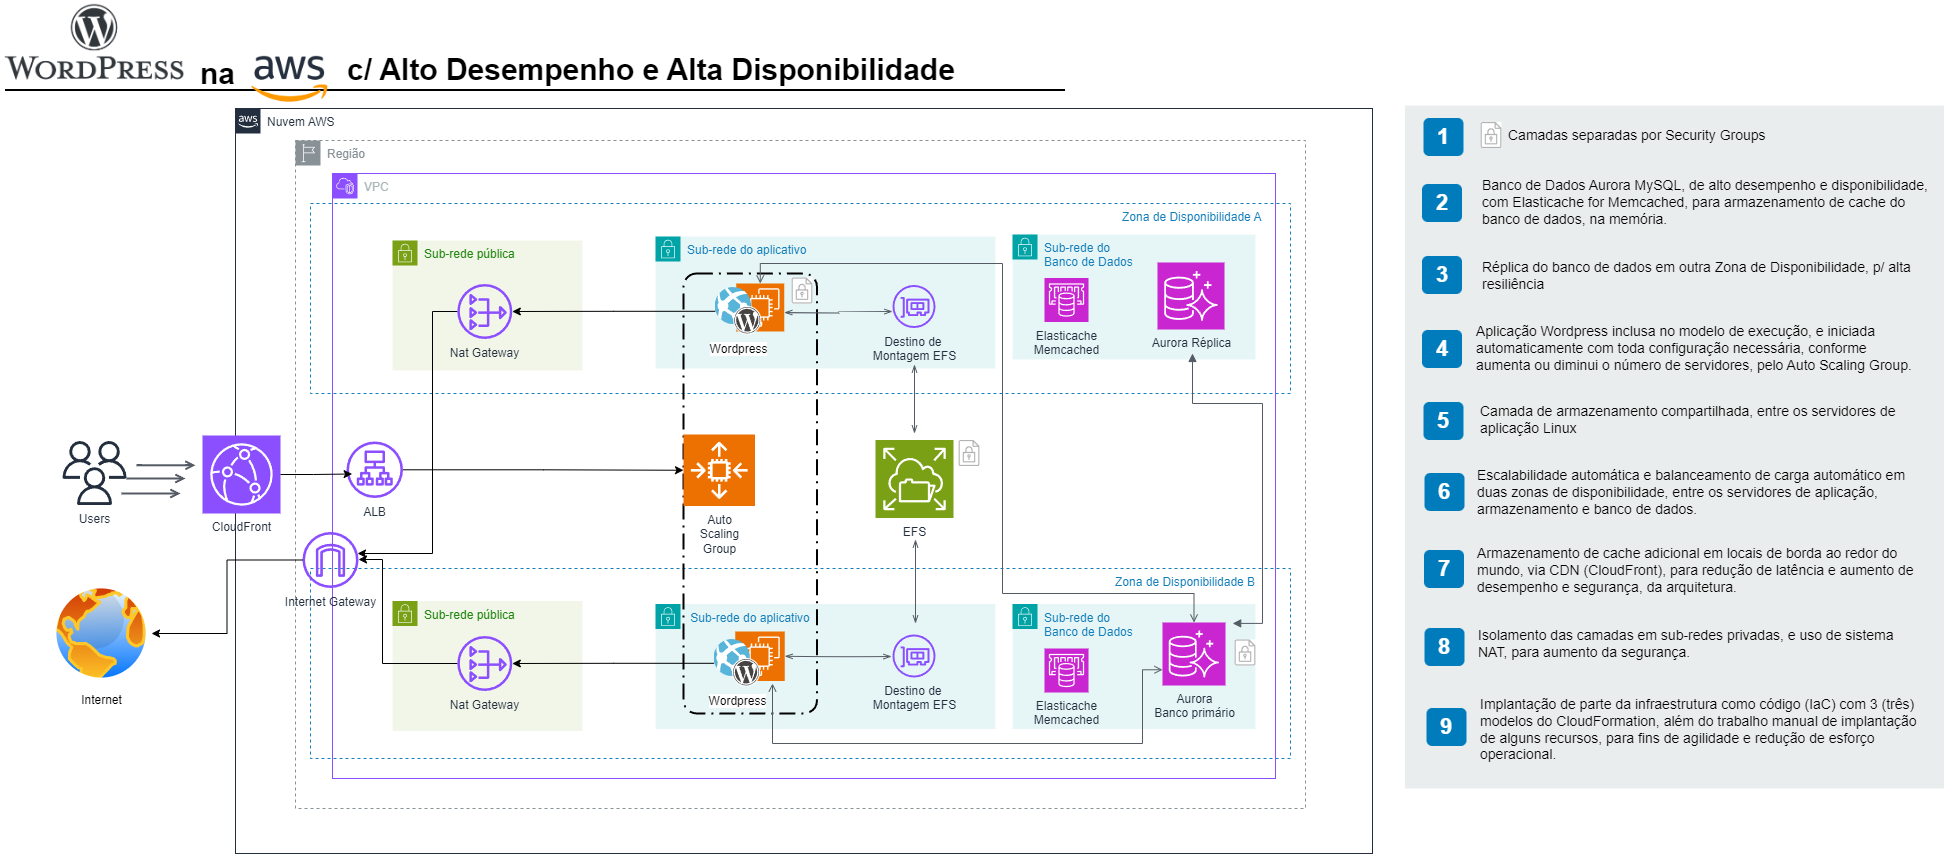 WORDPRESS na aws c/ Alto Desempenho e Alta Disponibilidade
aws Nuvem AWS
Região
VPC
Zona de Disponibilidade A
Sub-rede pública
Nat Gateway
Sub-rede do aplicativo
Wordpress
Destino de
Montagem EFS
Sub-rede do
Banco de Dados
Elasticache
Memcached
Aurora Réplica
Users
CloudFront
ALB
Auto
Scaling
Group
EFS
Internet Gateway
Internet
Zona de Disponibilidade B
Sub-rede pública
Nat Gateway
Sub-rede do aplicativo
Wordpress
Destino de
Montagem EFS
Sub-rede do
Banco de Dados
Elasticache
Memcached
Aurora
Banco primário
1
Camadas separadas por Security Groups
2
Banco de Dados Aurora MySQL, de alto desempenho e disponibilidade,
com Elasticache for Memcached, para armazenamento de cache do
banco de dados, na memória.
3
Réplica do banco de dados em outra Zona de Disponibilidade, p/ alta
resiliência
4
Aplicação Wordpress inclusa no modelo de execução, e iniciada
automaticamente com toda configuração necessária, conforme
aumenta ou diminui o número de servidores, pelo Auto Scaling Group.
5
Camada de armazenamento compartilhada, entre os servidores de
aplicação Linux
6
Escalabilidade automática e balanceamento de carga automático em
duas zonas de disponibilidade, entre os servidores de aplicação,
armazenamento e banco de dados.
7
Armazenamento de cache adicional em locais de borda ao redor do
mundo, via CDN (CloudFront), para redução de latência e aumento de
desempenho e segurança, da arquitetura.
8
Isolamento das camadas em sub-redes privadas, e uso de sistema
NAT, para aumento da segurança.
9
Implantação de parte da infraestrutura como código (IaC) com 3 (três)
modelos do CloudFormation, além do trabalho manual de implantação
de alguns recursos, para fins de agilidade e redução de esforço
operacional.